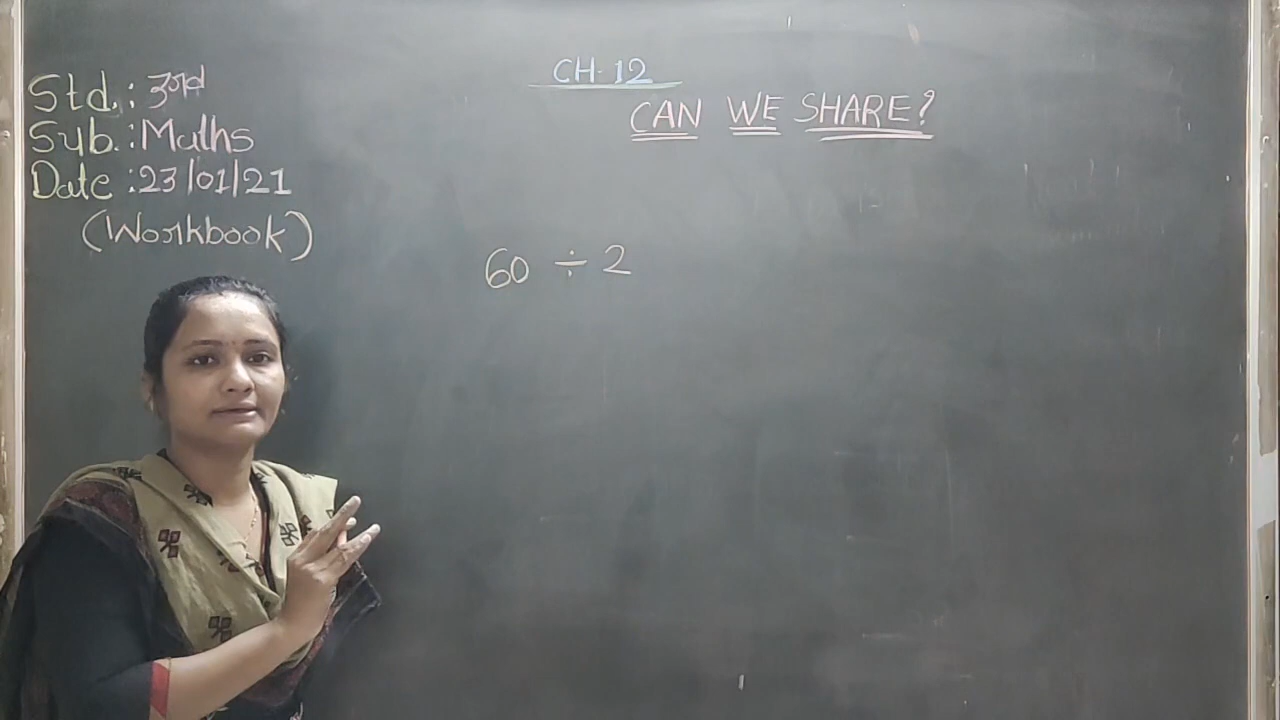 Std.: 3rd
Sub.: Maths
Date: 23/01/21
(Workbook)
CH-12
CAN WE SHARE?
60 ÷ 2